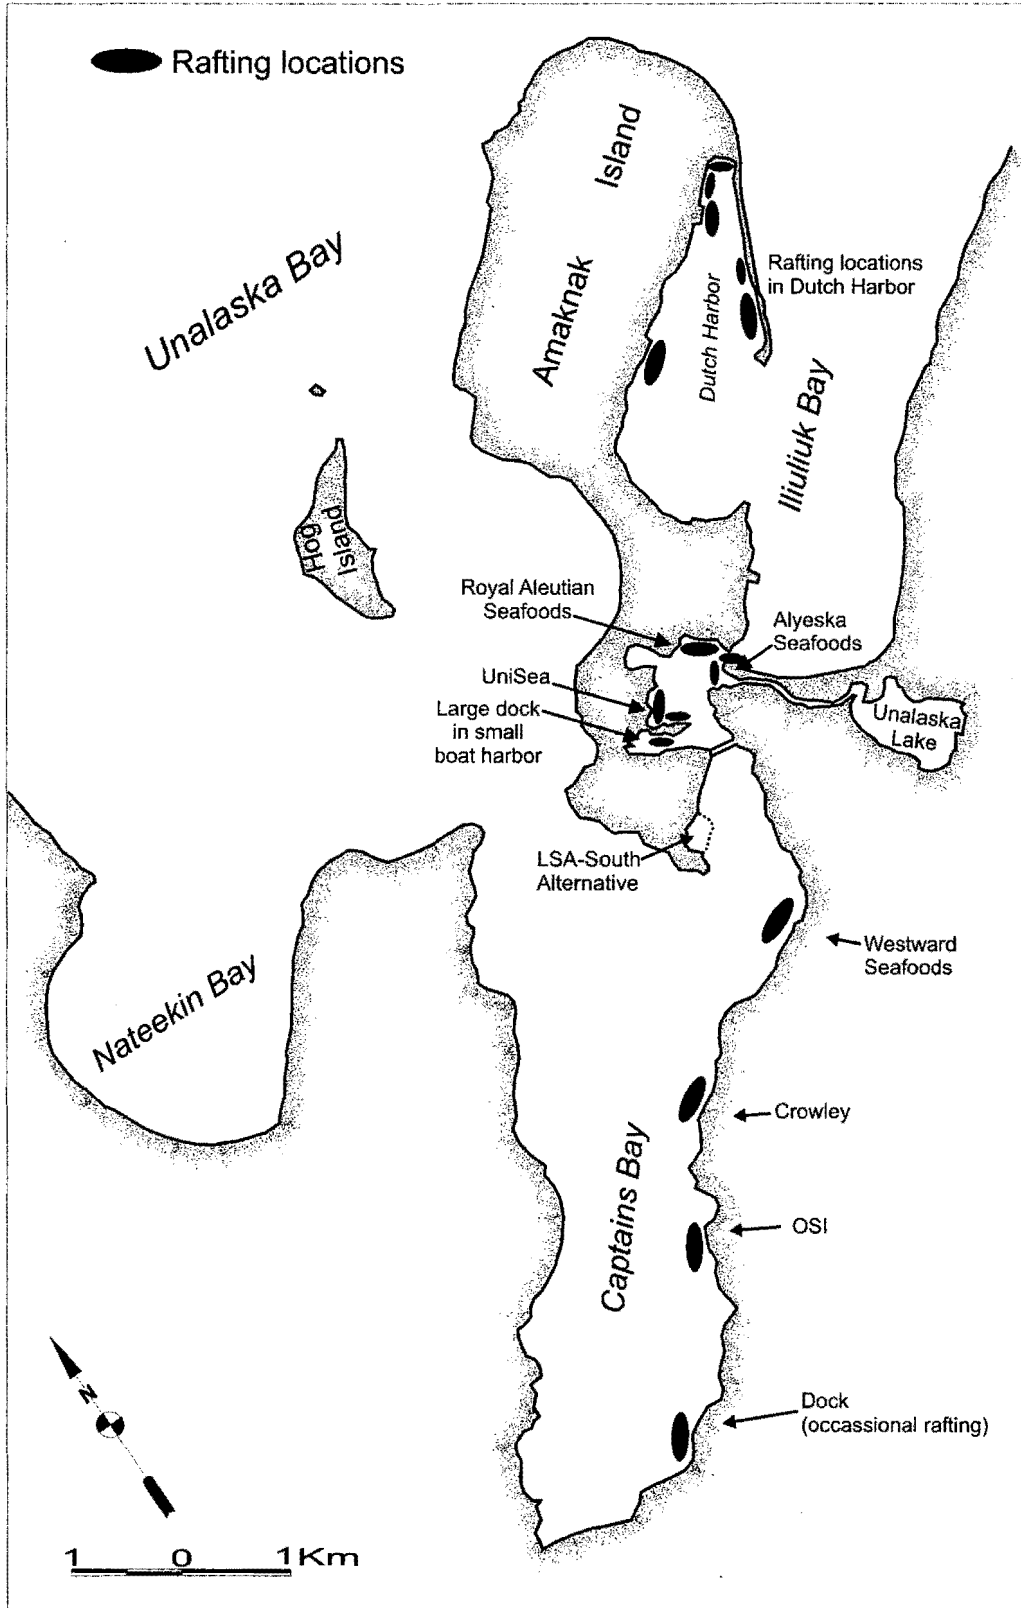 Rafting locations
Island
Amaknak
Unalaska Bay
Rafting locations
in Dutch Harbor
Dutch Harbor
Iliuliuk Bay
Hog
Island
Royal Aleutian
Seafoods
Alyeska
Seafoods
UniSea
Large dock
in small
boat harbor
Unalaska
Lake
LSA-South
Alternative
Westward
Seafoods
Nateekin Bay
Crowley
Captains Bay
OSI
N
Dock
(occassional rafting)
1 0 1Km